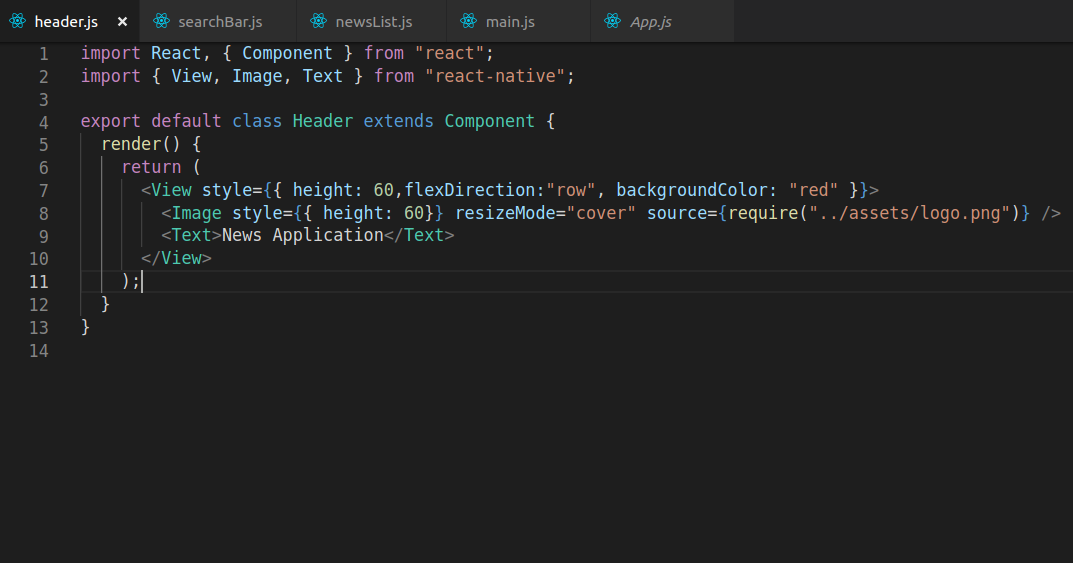 header.js × searchBar.js newsList.js main.js App.js
1 import React, { Component } from "react";
2 import { View, Image, Text } from "react-native";
3
4 export default class Header extends Component {
5 render() {
6 return (
7 <View style={{ height: 60,flexDirection:"row", backgroundColor: "red" }}>
8 <Image style={{ height: 60}} resizeMode="cover" source={require("../assets/logo.png")} />
9 <Text>News Application</Text>
10 </View>
11 );
12 }
13 }
14